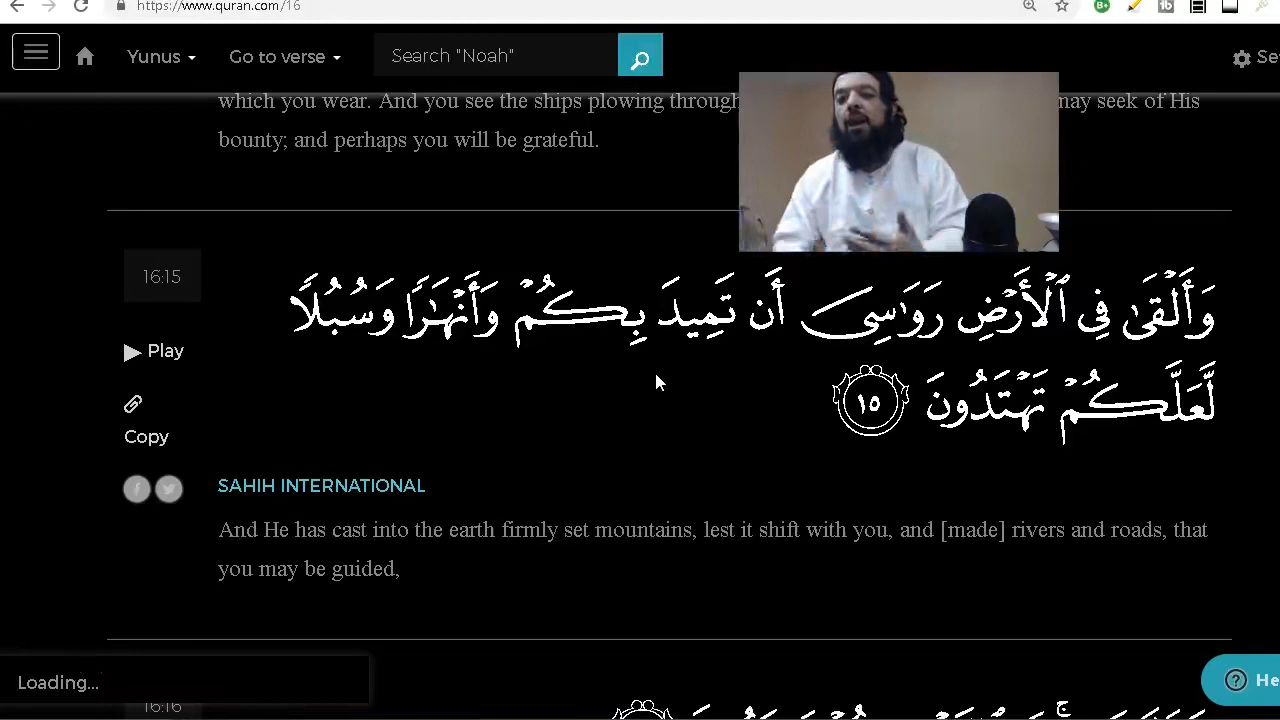 https://www.quran.com/16
Yunus
Go to verse
Search "Noah"
which you wear. And you see the ships plowing through
may seek of His
bounty; and perhaps you will be grateful.
16:15
وَأَلْقَىٰ فِى ٱلْأَرْضِ رَوَٰسِىَ أَن تَمِيدَ بِكُمْ وَأَنْهَٰرًا وَسُبُلًا
لَّعَلَّكُمْ تَهْتَدُونَ ١٥
Play
Copy
SAHIH INTERNATIONAL
And He has cast into the earth firmly set mountains, lest it shift with you, and [made] rivers and roads, that
you may be guided,
Loading...
He
16:16